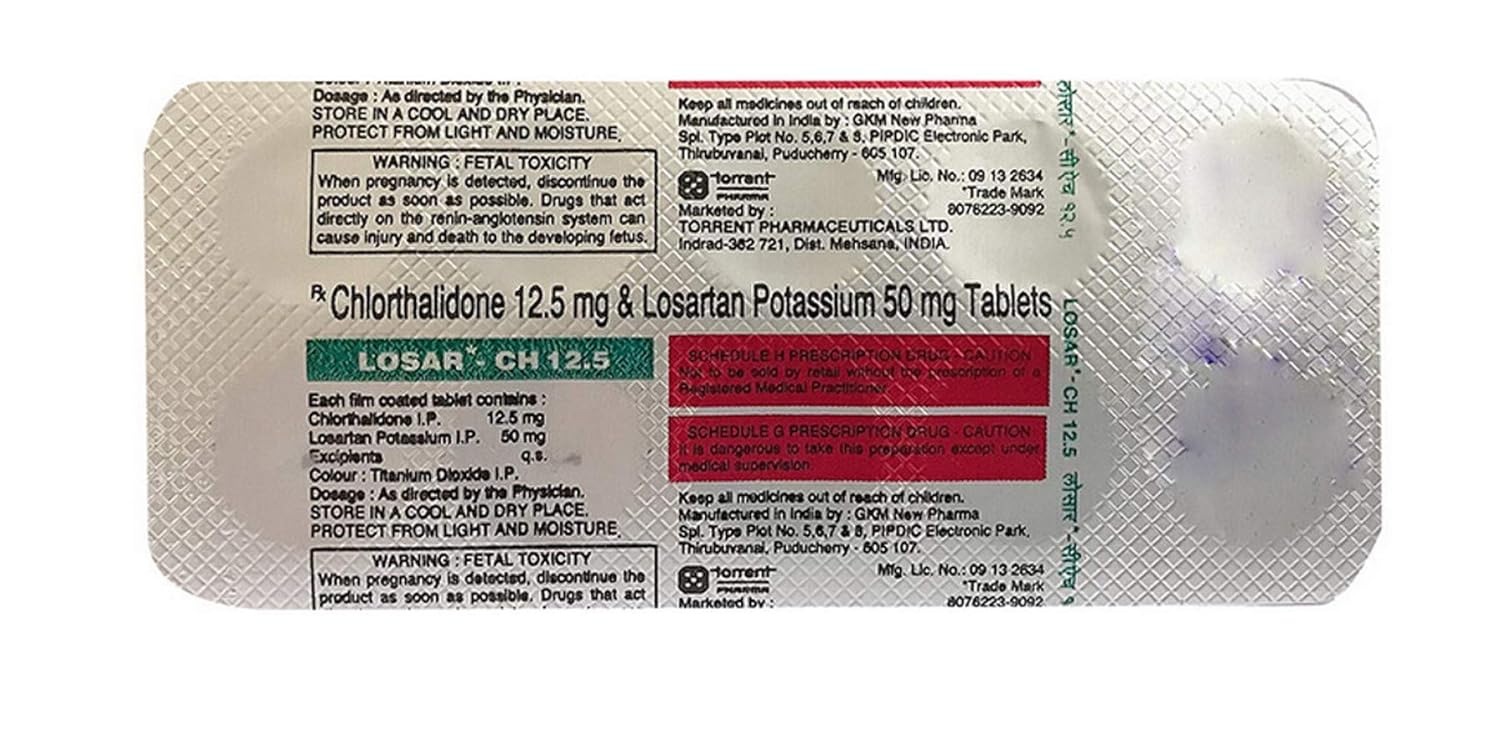 Dosage : As directed by the Physician.
STORE IN A COOL AND DRY PLACE.
PROTECT FROM LIGHT AND MOISTURE.
WARNING : FETAL TOXICITY
When pregnancy is detected, discontinue the
product as soon as possible. Drugs that act
directly on the renin-angiotensin system can
cause injury and death to the developing fetus.
Keep all medicines out of reach of children.
Manufactured in India by : GKM New Pharma
Spl. Type Plot No. 5,6,7 & 8, PIPDIC Electronic Park,
Thirubuvanai, Puducherry - 605 107.
torrent
PHARMA
Mfg. Lic. No.: 09 13 2634
*Trade Mark
8076223-9092
Marketed by :
TORRENT PHARMACEUTICALS LTD.
Indrad-382 721, Dist. Mehsana, INDIA.
Rx Chlorthalidone 12.5 mg & Losartan Potassium 50 mg Tablets
LOSAR*- CH 12.5
Each film coated tablet contains :
Chlorthalidone I.P. 12.5 mg
Losartan Potassium I.P. 50 mg
Excipients q.s.
Colour : Titanium Dioxide I.P.
Dosage : As directed by the Physician.
STORE IN A COOL AND DRY PLACE.
PROTECT FROM LIGHT AND MOISTURE.
WARNING : FETAL TOXICITY
When pregnancy is detected, discontinue the
product as soon as possible. Drugs that act
SCHEDULE H PRESCRIPTION DRUG - CAUTION
Not to be sold by retail without the prescription of a
Registered Medical Practitioner.
SCHEDULE G PRESCRIPTION DRUG - CAUTION
It is dangerous to take this preparation except under
medical supervision.
Keep all medicines out of reach of children.
Manufactured in India by : GKM New Pharma
Spl. Type Plot No. 5,6,7 & 8, PIPDIC Electronic Park,
Thirubuvanai, Puducherry - 605 107.
torrent
PHARMA
Mfg. Lic. No.: 09 13 2634
*Trade Mark
8076223-9092
Marketed by :
लोसार*- सीएच १२.५
LOSAR*- CH 12.5
लोसार*- सीएच